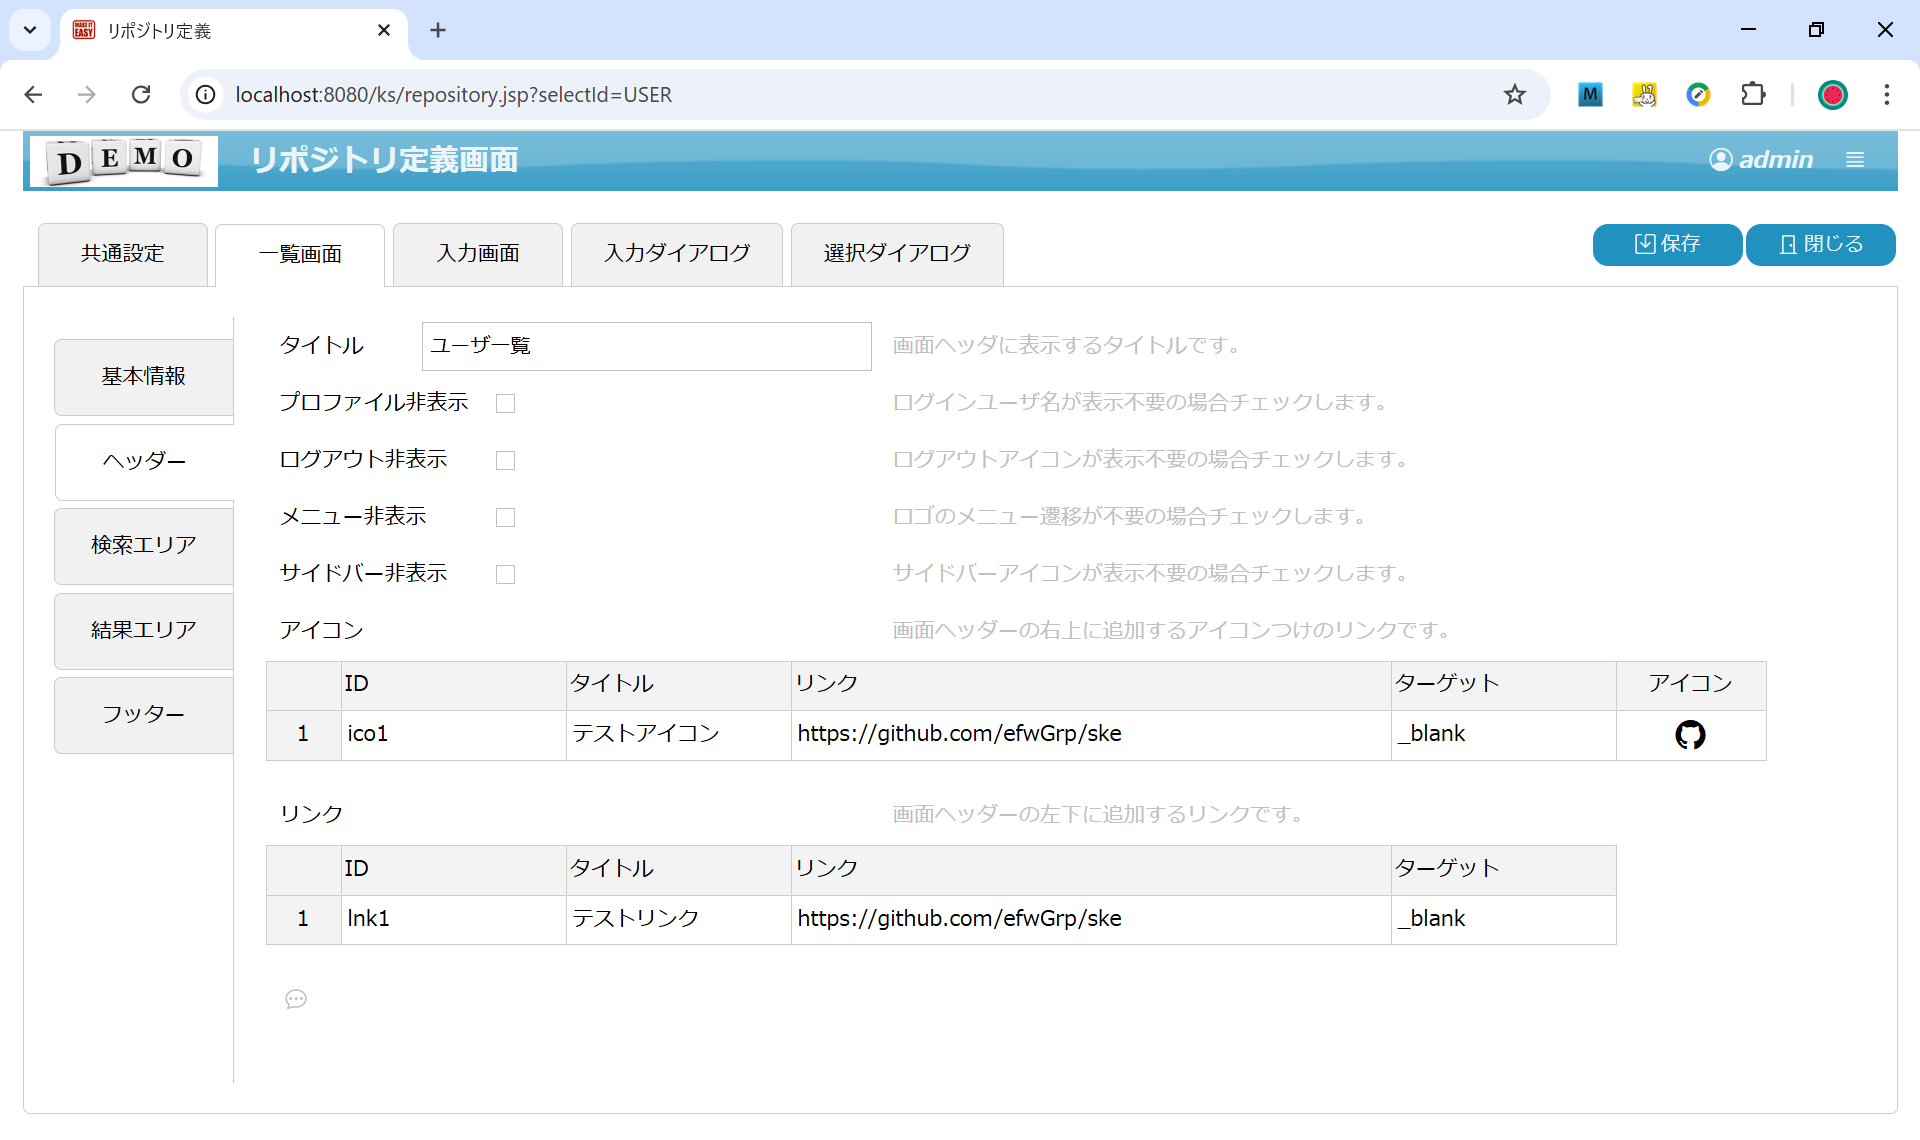 MAKE IT EASY リポジトリ定義
localhost:8080/ks/repository.jsp?selectId=USER
M
DEMO リポジトリ定義画面 admin
共通設定 一覧画面 入力画面 入力ダイアログ 選択ダイアログ 保存 閉じる
基本情報
ヘッダー
検索エリア
結果エリア
フッター
タイトル ユーザ一覧 画面ヘッダに表示するタイトルです。
プロファイル非表示 ログインユーザ名が表示不要の場合チェックします。
ログアウト非表示 ログアウトアイコンが表示不要の場合チェックします。
メニュー非表示 ロゴのメニュー遷移が不要の場合チェックします。
サイドバー非表示 サイドバーアイコンが表示不要の場合チェックします。
アイコン 画面ヘッダーの右上に追加するアイコンつけのリンクです。
ID タイトル リンク ターゲット アイコン
1 ico1 テストアイコン https://github.com/efwGrp/ske _blank
リンク 画面ヘッダーの左下に追加するリンクです。
ID タイトル リンク ターゲット
1 lnk1 テストリンク https://github.com/efwGrp/ske _blank